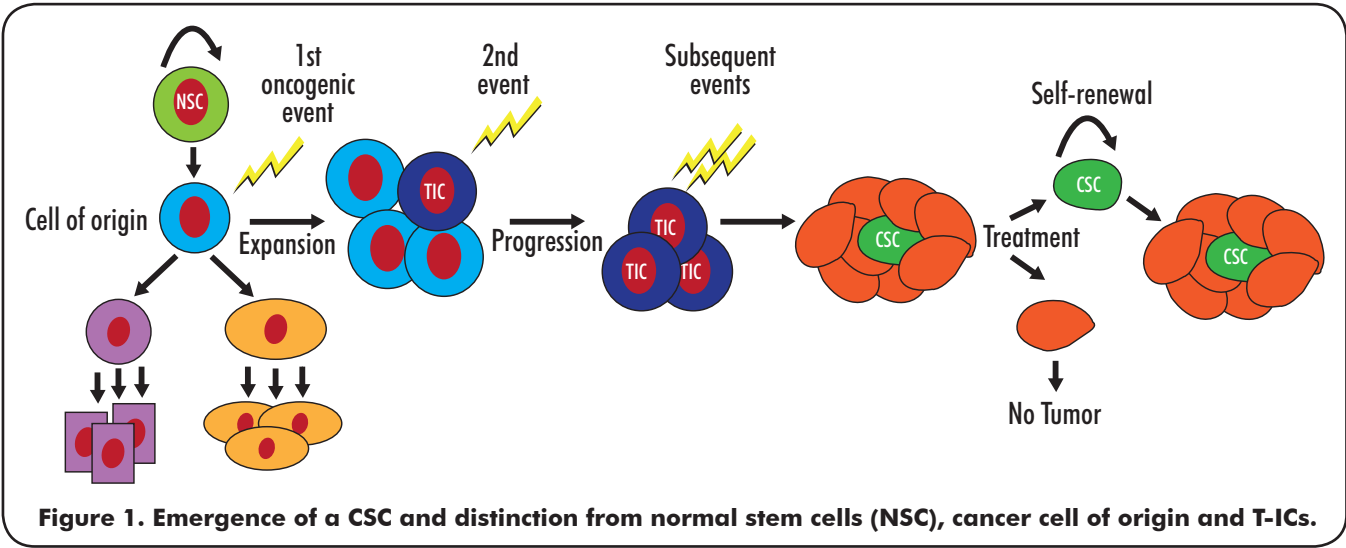 NSC
1st
oncogenic
event
2nd
event
Subsequent
events
Self-renewal
TIC
CSC
Cell of origin
Expansion
Progression
TIC
TIC
TIC
CSC
Treatment
CSC
No Tumor
Figure 1. Emergence of a CSC and distinction from normal stem cells (NSC), cancer cell of origin and T-ICs.